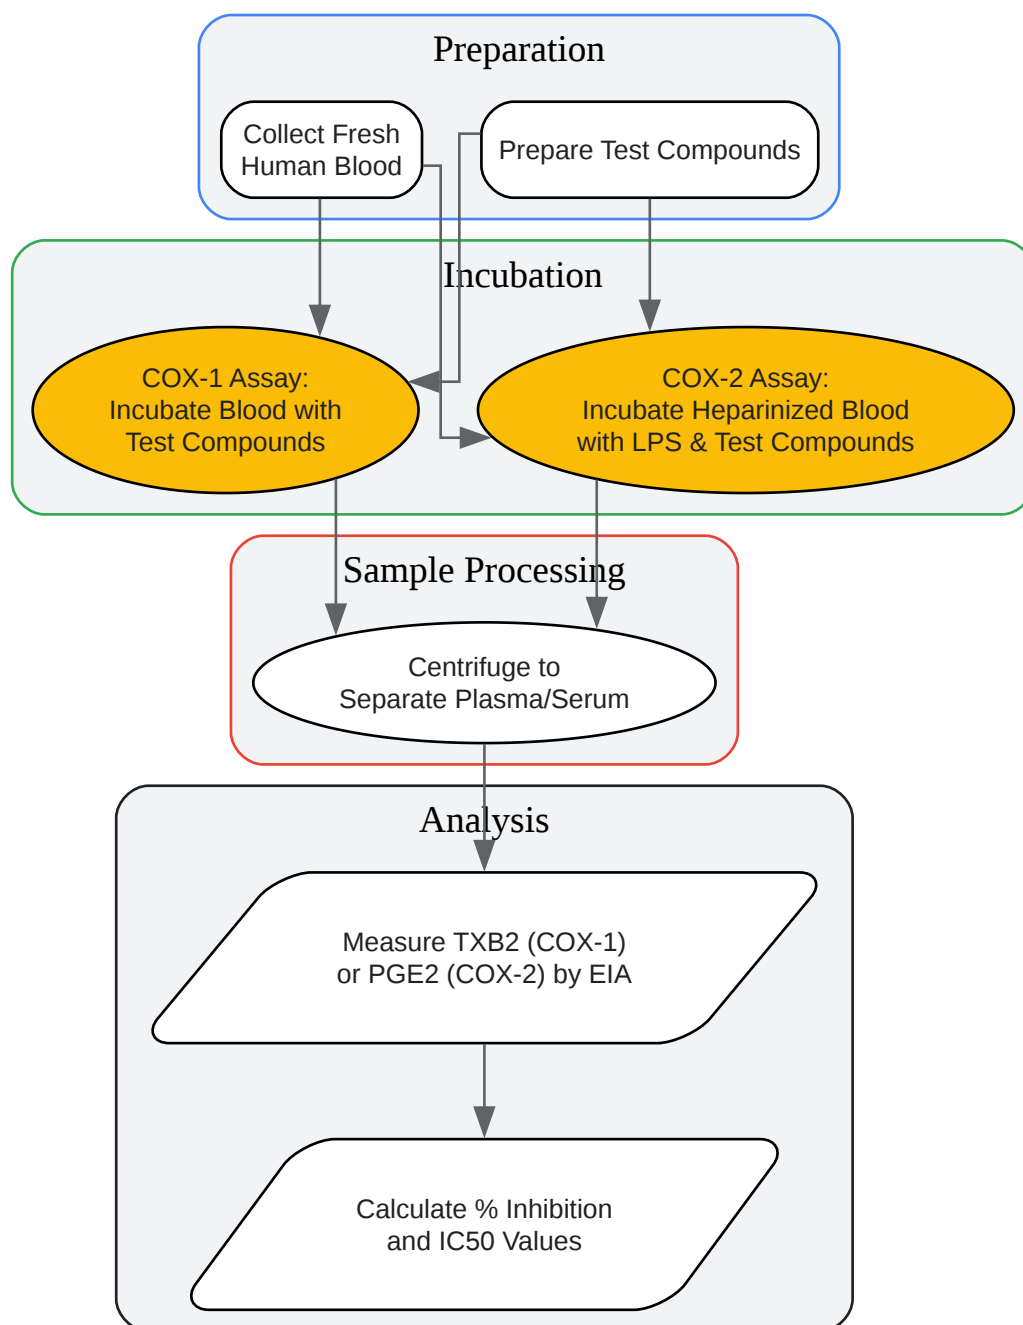 Preparation
Collect Fresh
Human Blood
Prepare Test Compounds
Incubation
COX-1 Assay:
Incubate Blood with
Test Compounds
COX-2 Assay:
Incubate Heparinized Blood
with LPS & Test Compounds
Sample Processing
Centrifuge to
Separate Plasma/Serum
Analysis
Measure TXB2 (COX-1)
or PGE2 (COX-2) by EIA
Calculate % Inhibition
and IC50 Values